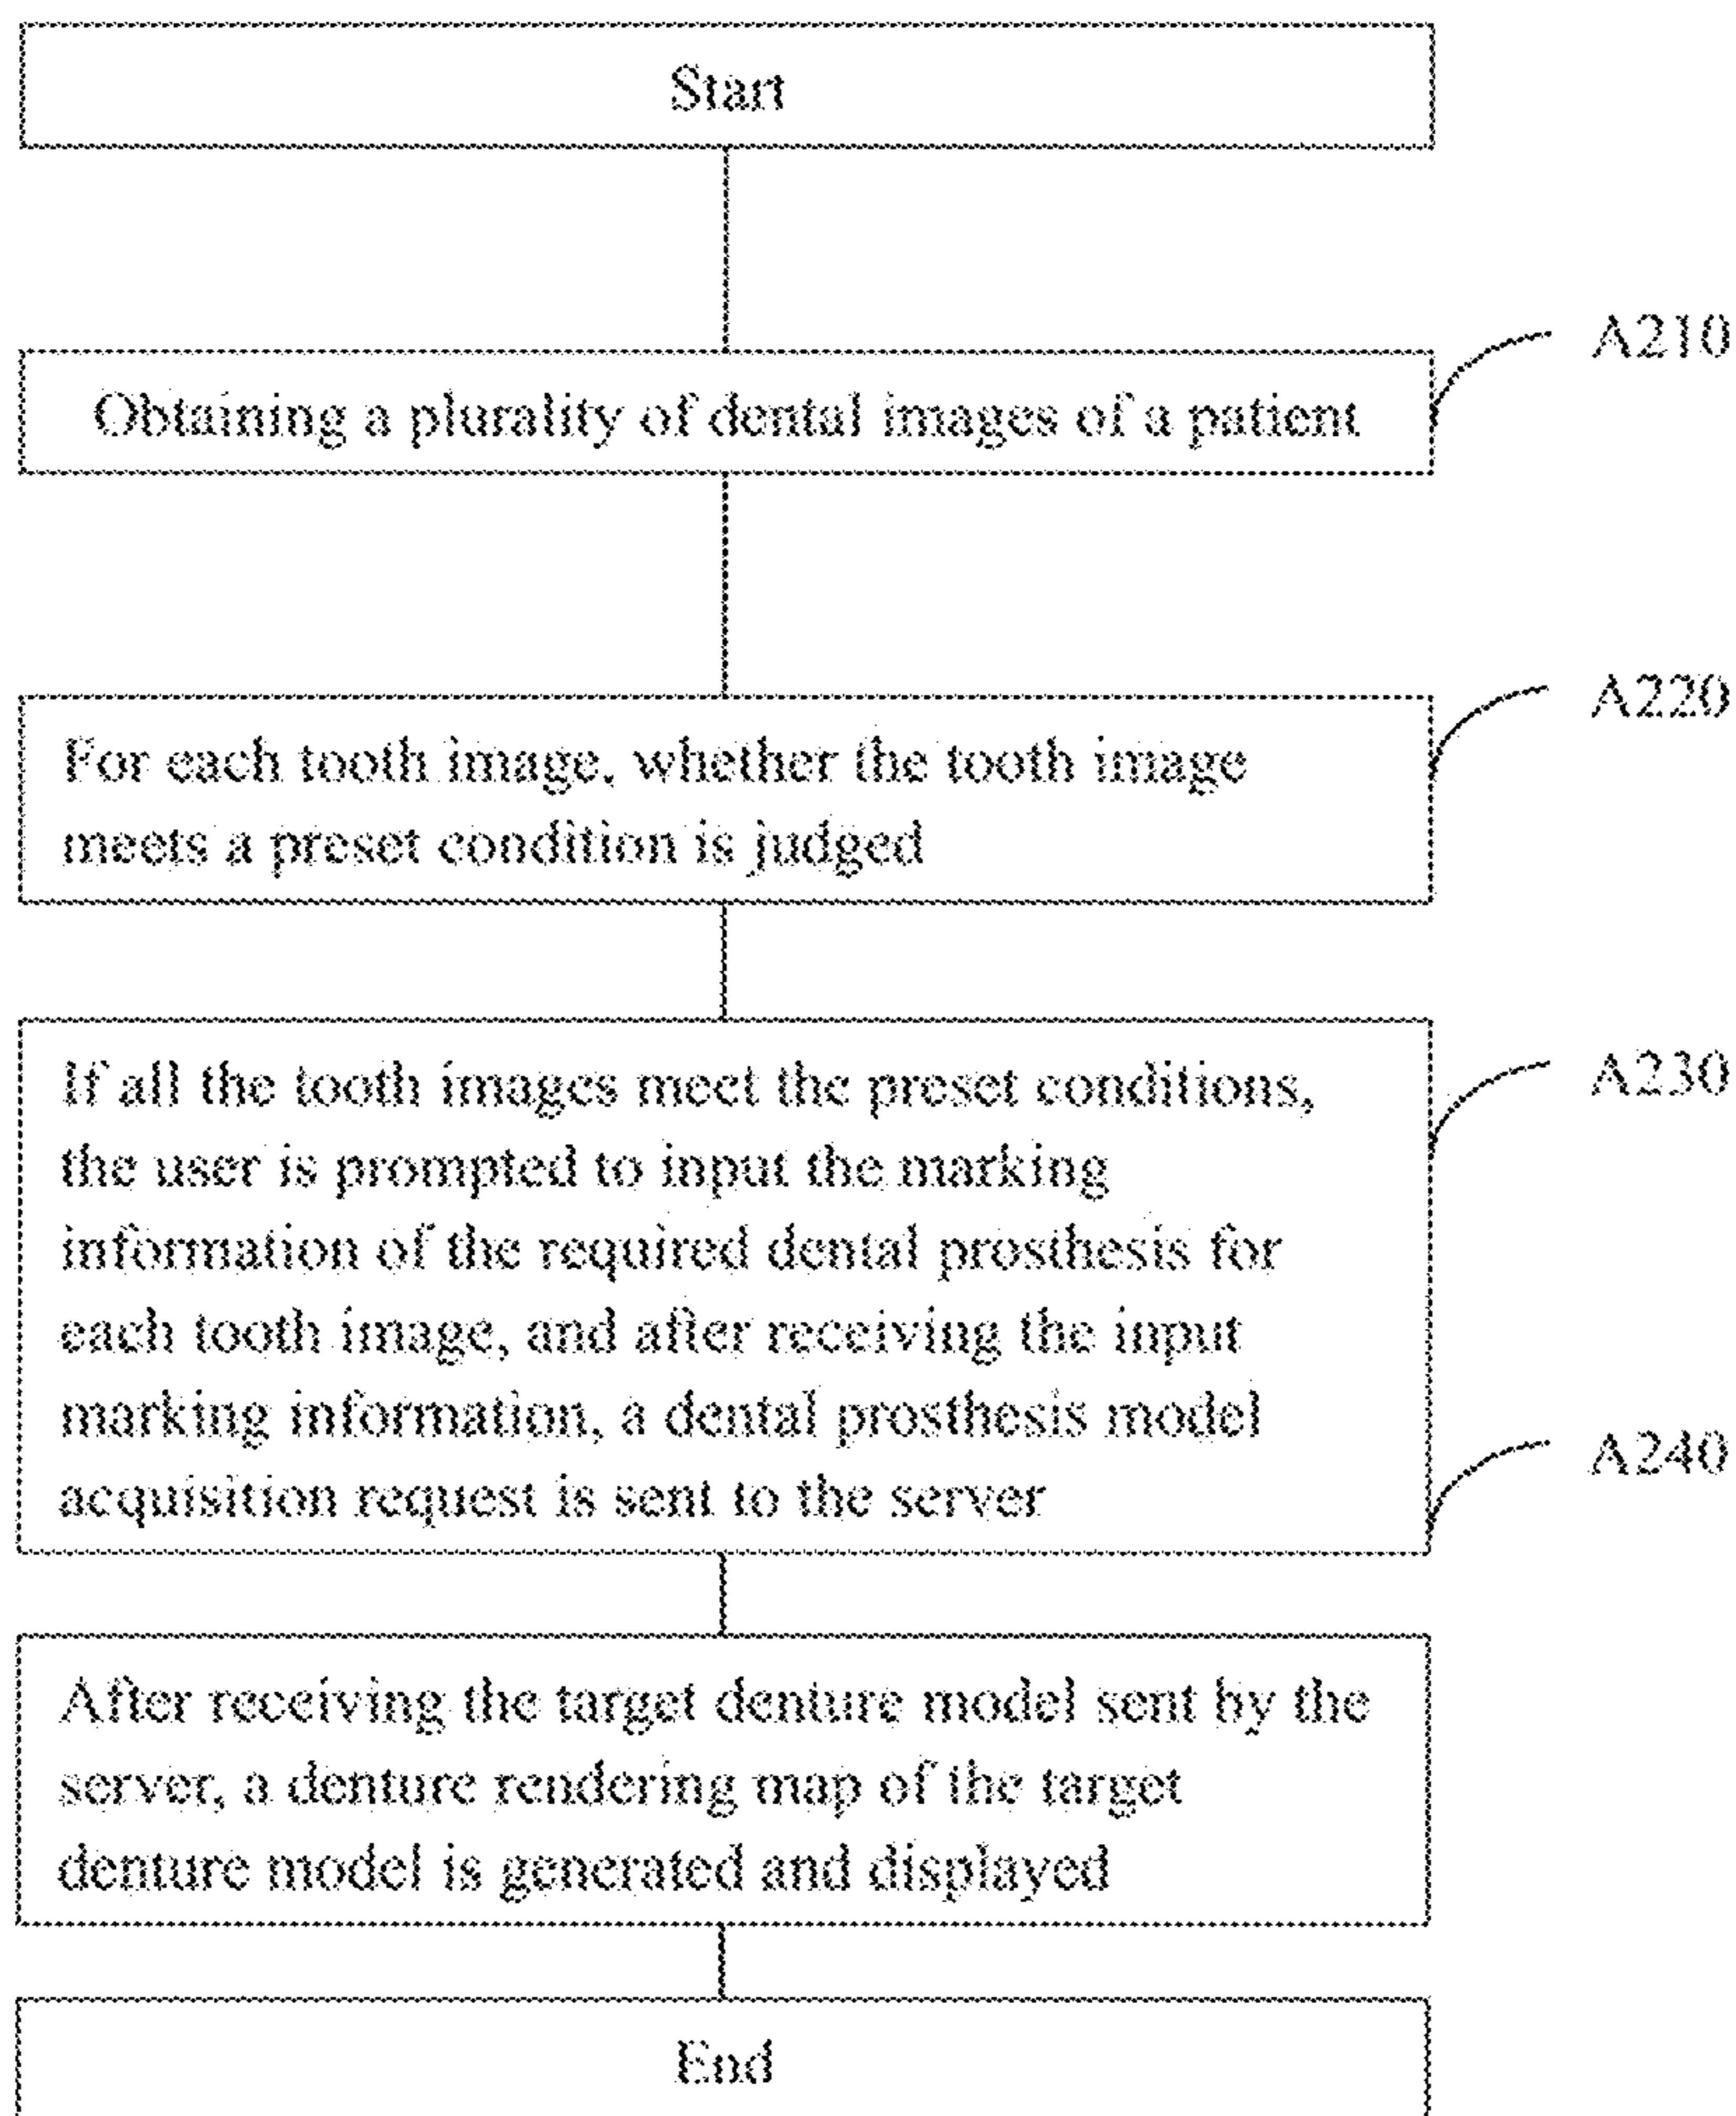 Start
A210
Obtaining a plurality of dental images of a patient
A220
For each tooth image, whether the tooth image
meets a preset condition is judged
A230
If all the tooth images meet the preset conditions,
the user is prompted to input the marking
information of the required dental prosthesis for
each tooth image, and after receiving the input
marking information, a dental prosthesis model
A240
acquisition request is sent to the server
After receiving the target denture model sent by the
server, a denture rendering map of the target
denture model is generated and displayed
End